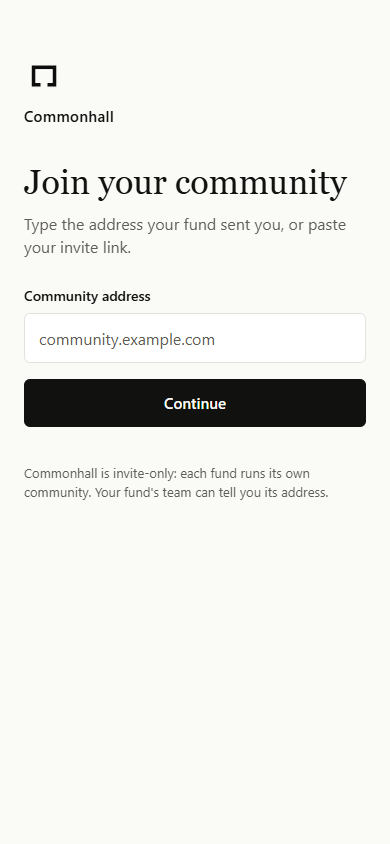 Commonhall
Join your community
Type the address your fund sent you, or paste
your invite link.
Community address
community.example.com
Continue
Commonhall is invite-only: each fund runs its own
community. Your fund's team can tell you its address.